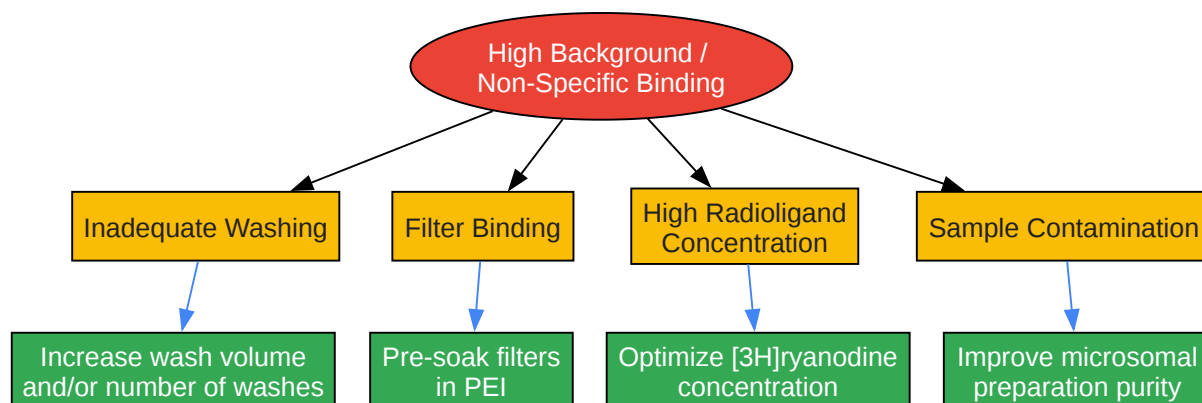 High Background /
Non-Specific Binding
Inadequate Washing
Filter Binding
High Radioligand
Concentration
Sample Contamination
Increase wash volume
and/or number of washes
Pre-soak filters
in PEI
Optimize [3H]ryanodine
concentration
Improve microsomal
preparation purity